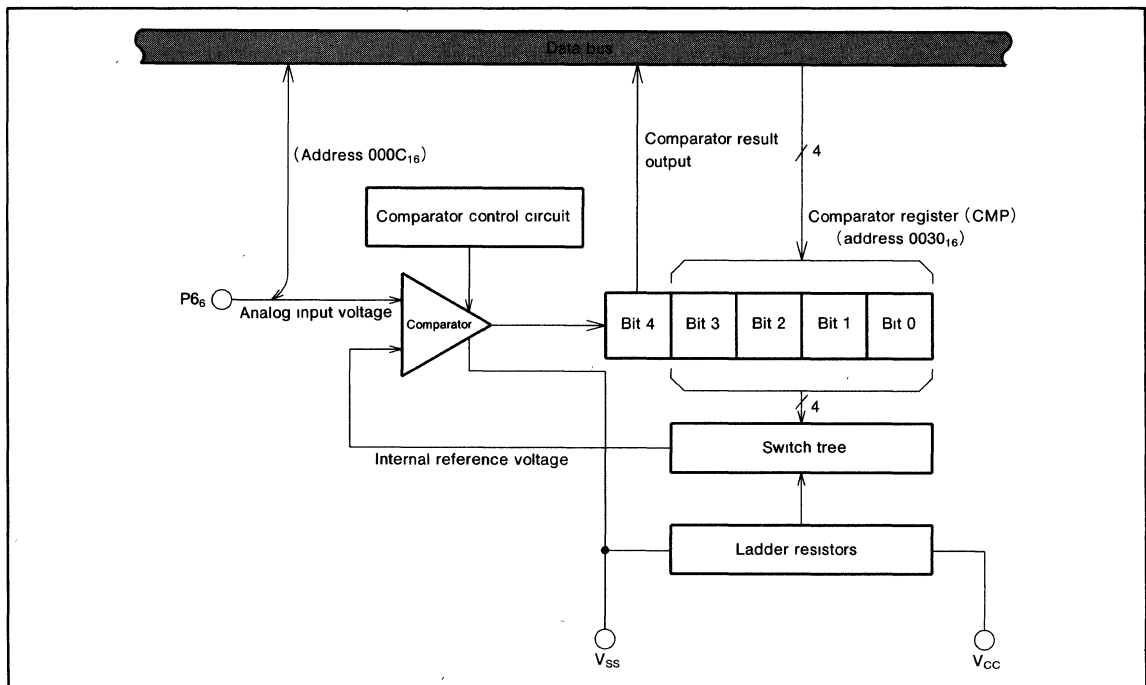 Data bus
(Address 000C₁₆)
Comparator result
output
4
Comparator control circuit
Comparator register (CMP)
(address 0030₁₆)
P6₆
Analog input voltage
Comparator
Bit 4
Bit 3
Bit 2
Bit 1
Bit 0
4
Internal reference voltage
Switch tree
Ladder resistors
V_SS
V_CC